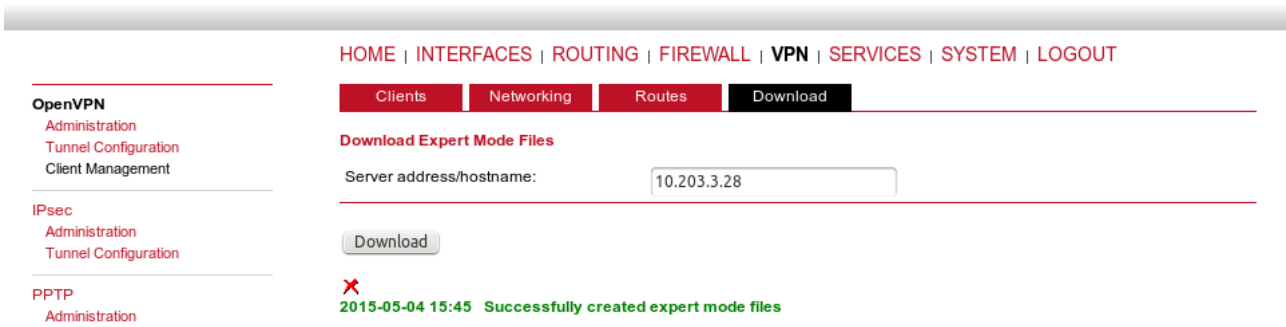 HOME | INTERFACES | ROUTING | FIREWALL | VPN | SERVICES | SYSTEM | LOGOUT
OpenVPN
Administration
Tunnel Configuration
Client Management
IPsec
Administration
Tunnel Configuration
PPTP
Administration
Clients Networking Routes Download
Download Expert Mode Files
Server address/hostname: 10.203.3.28
Download
2015-05-04 15:45 Successfully created expert mode files